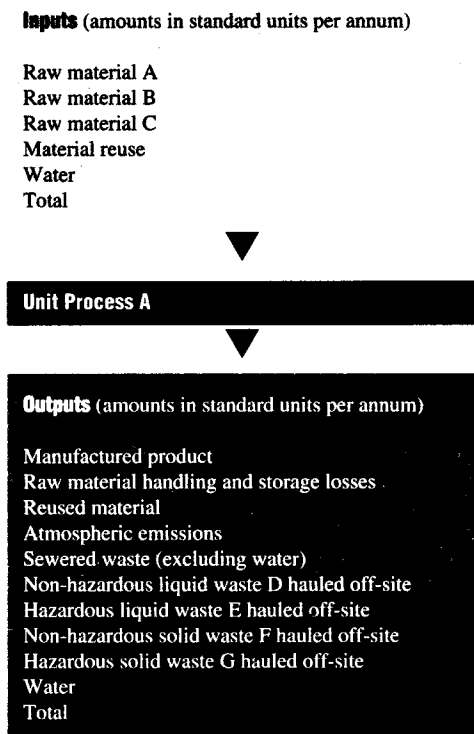 Inputs (amounts in standard units per annum)
Raw material A
Raw material B
Raw material C
Material reuse
Water
Total
Unit Process A
Outputs (amounts in standard units per annum)
Manufactured product
Raw material handling and storage losses
Reused material
Atmospheric emissions
Sewered waste (excluding water)
Non-hazardous liquid waste D hauled off-site
Hazardous liquid waste E hauled off-site
Non-hazardous solid waste F hauled off-site
Hazardous solid waste G hauled off-site
Water
Total